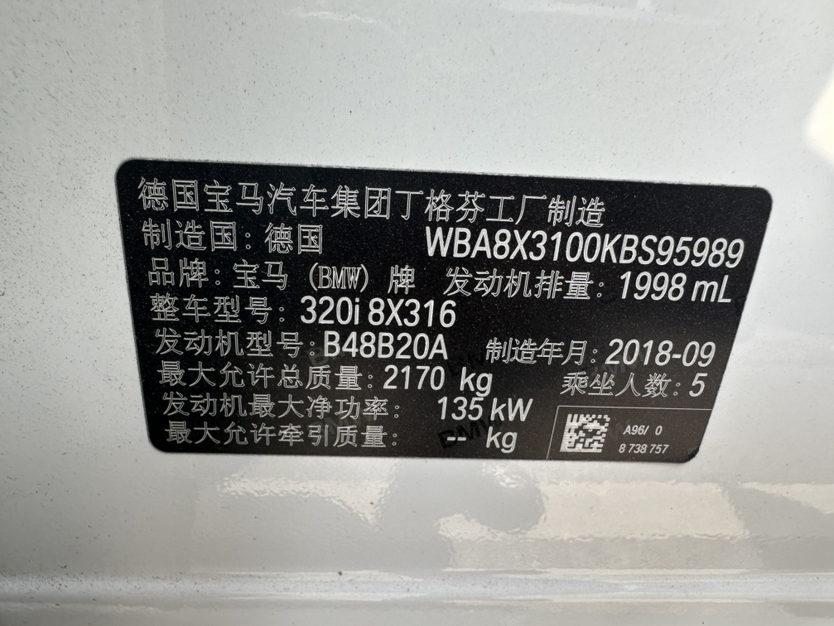 德国宝马汽车集团丁格芬工厂制造
制造国：德国 WBA8X3100KBS95989
品牌：宝马 (BMW) 牌 发动机排量：1998 mL
整车型号：320i 8X316
发动机型号：B48B20A 制造年月：2018-09
最大允许总质量：2170 kg 乘坐人数：5
发动机最大净功率： 135 kW
最大允许牵引质量： -- kg
A96/ 0
8 738 757